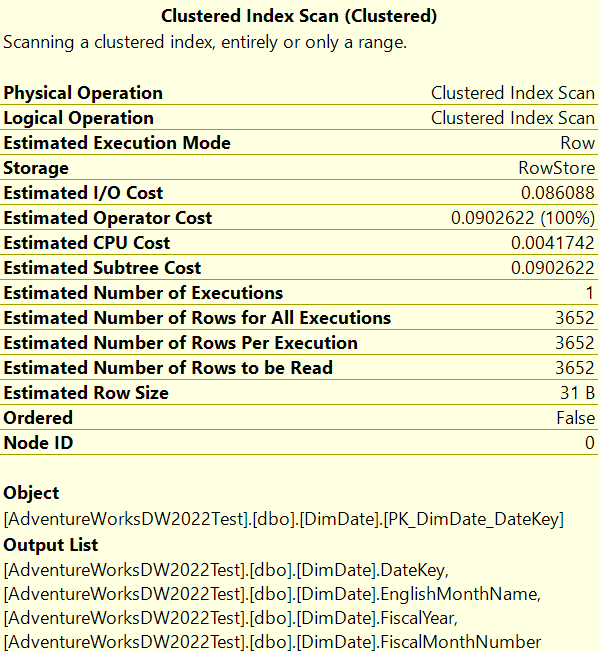 Clustered Index Scan (Clustered)
Scanning a clustered index, entirely or only a range.
Physical Operation Clustered Index Scan
Logical Operation Clustered Index Scan
Estimated Execution Mode Row
Storage RowStore
Estimated I/O Cost 0.086088
Estimated Operator Cost 0.0902622 (100%)
Estimated CPU Cost 0.0041742
Estimated Subtree Cost 0.0902622
Estimated Number of Executions 1
Estimated Number of Rows for All Executions 3652
Estimated Number of Rows Per Execution 3652
Estimated Number of Rows to be Read 3652
Estimated Row Size 31 B
Ordered False
Node ID 0
Object
[AdventureWorksDW2022Test].[dbo].[DimDate].[PK_DimDate_DateKey]
Output List
[AdventureWorksDW2022Test].[dbo].[DimDate].DateKey,
[AdventureWorksDW2022Test].[dbo].[DimDate].EnglishMonthName,
[AdventureWorksDW2022Test].[dbo].[DimDate].FiscalYear,
[AdventureWorksDW2022Test].[dbo].[DimDate].FiscalMonthNumber